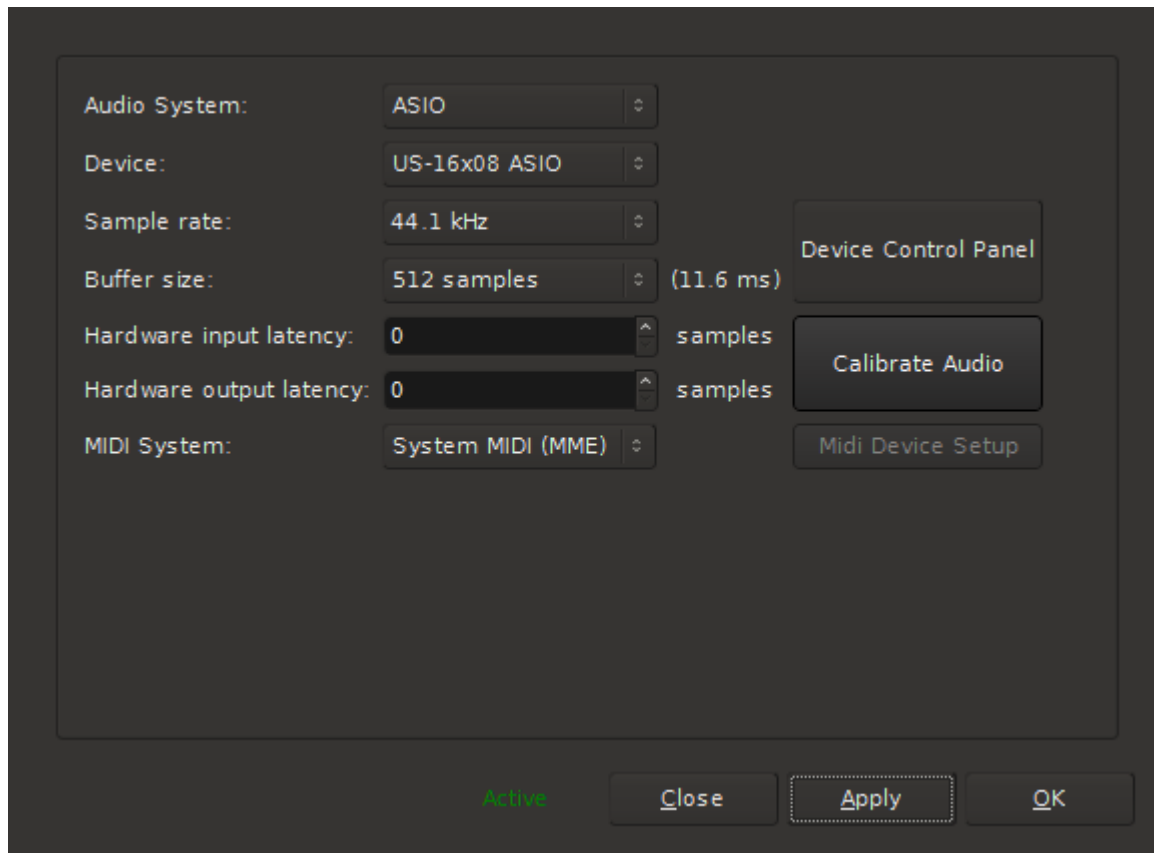 Audio System: ASIO
Device: US-16x08 ASIO
Sample rate: 44.1 kHz
Device Control Panel
Buffer size: 512 samples (11.6 ms)
Hardware input latency: 0 samples
Calibrate Audio
Hardware output latency: 0 samples
MIDI System: System MIDI (MME) Midi Device Setup
Active Close Apply OK